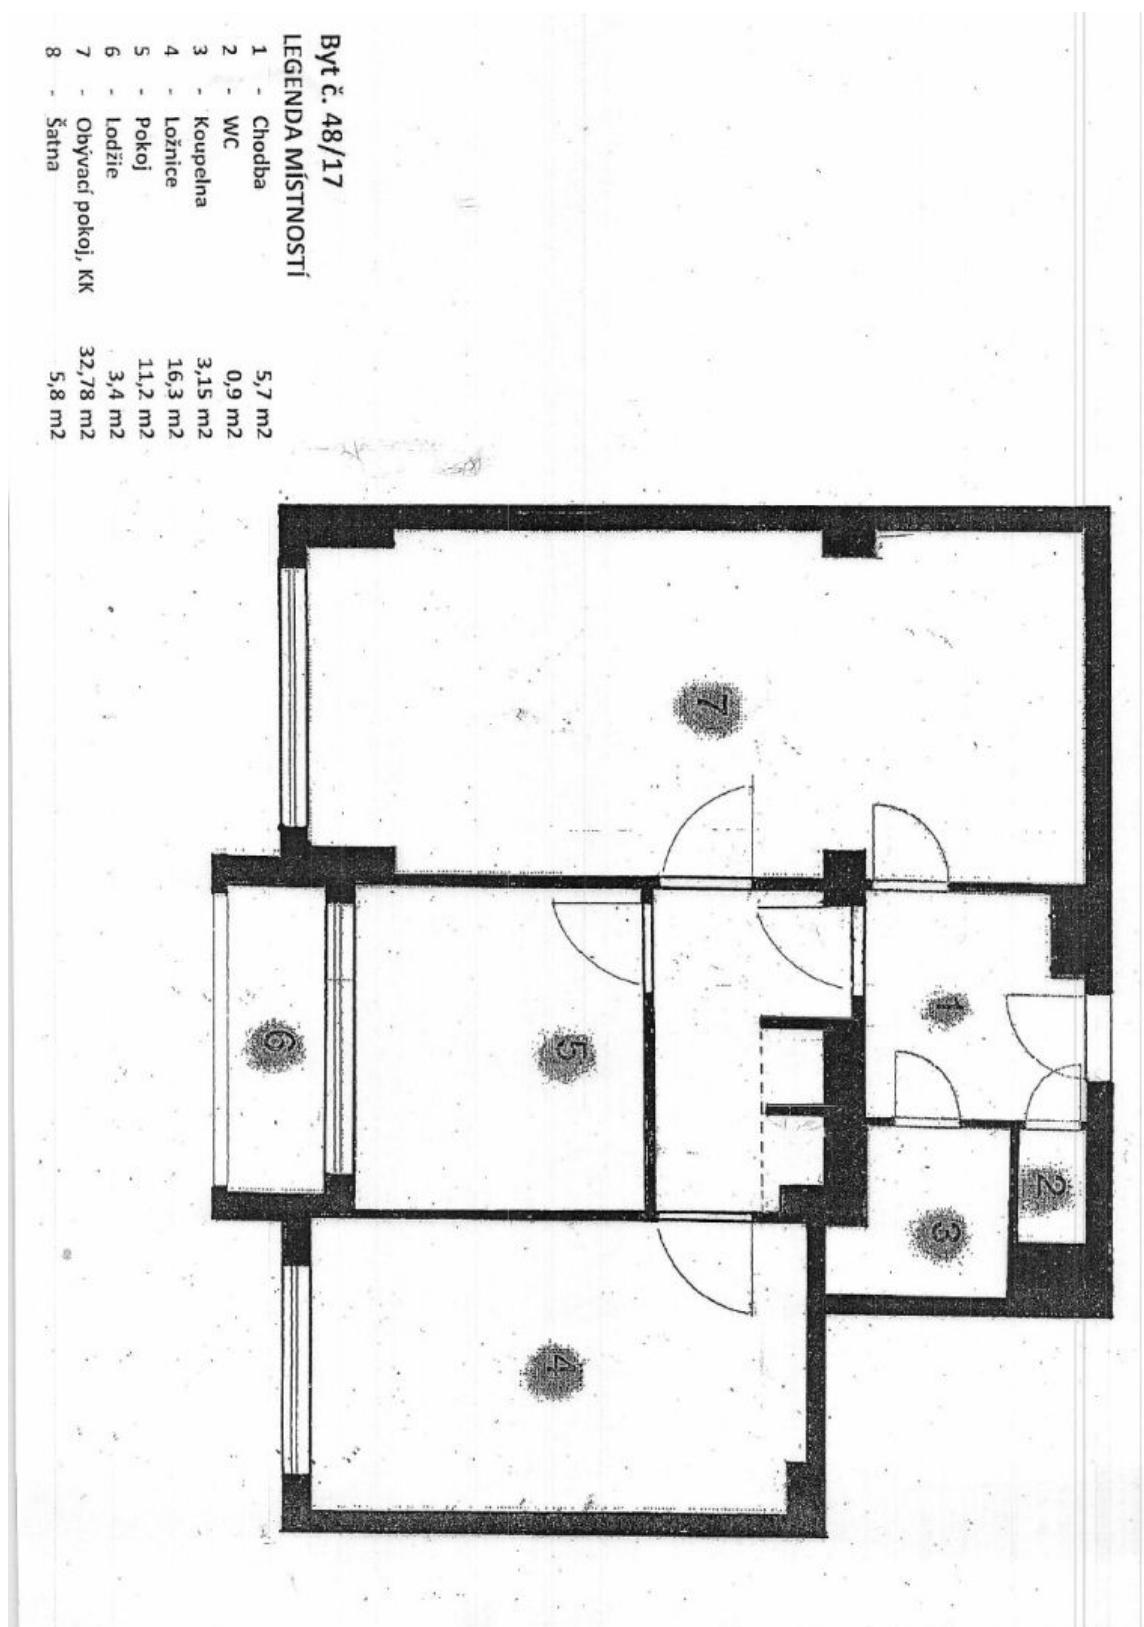 Byt č. 48/17
LEGENDA MÍSTNOSTÍ
1 - Chodba 5,7 m2
2 - WC 0,9 m2
3 - Koupelna 3,15 m2
4 - Ložnice 16,3 m2
5 - Pokoj 11,2 m2
6 - Lodžie 3,4 m2
7 - Obývací pokoj, KK 32,78 m2
8 - Šatna 5,8 m2
2
1
3
7
5
4
6